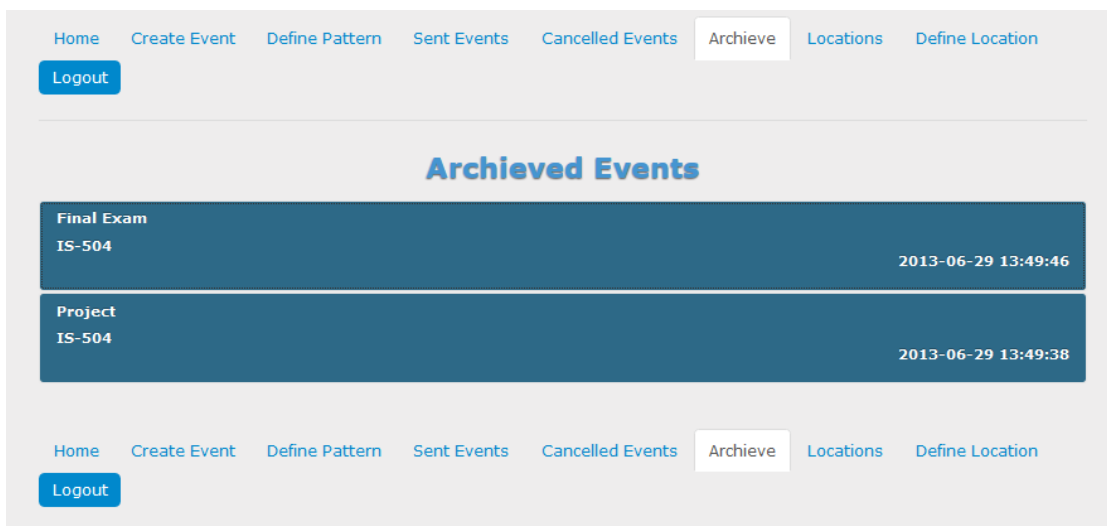 Home Create Event Define Pattern Sent Events Cancelled Events Archieve Locations Define Location
Logout
Archieved Events
Final Exam
IS-504
2013-06-29 13:49:46
Project
IS-504
2013-06-29 13:49:38
Home Create Event Define Pattern Sent Events Cancelled Events Archieve Locations Define Location
Logout